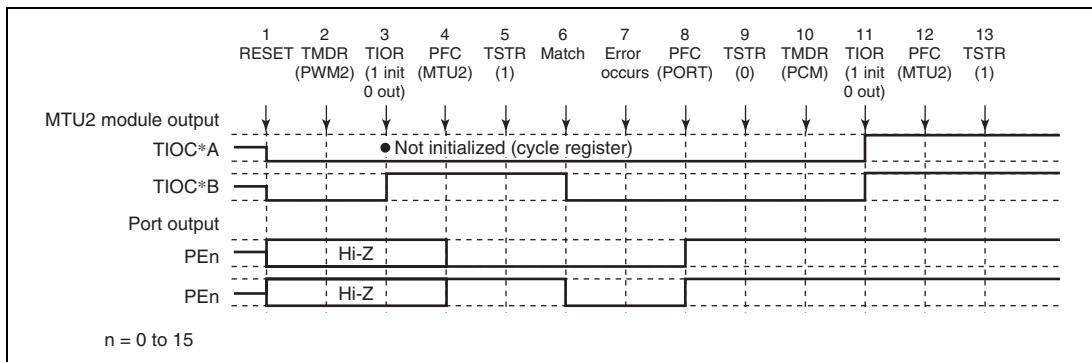 1 2 3 4 5 6 7 8 9 10 11 12 13
RESET TMDR TIOR PFC TSTR Match Error PFC TSTR TMDR TIOR PFC TSTR
(PWM2) (1 init (MTU2) (1) occurs (PORT) (0) (PCM) (1 init (MTU2) (1)
0 out) 0 out)
MTU2 module output
TIOC*A ● Not initialized (cycle register)
TIOC*B
Port output
PEn Hi-Z
PEn Hi-Z
n = 0 to 15